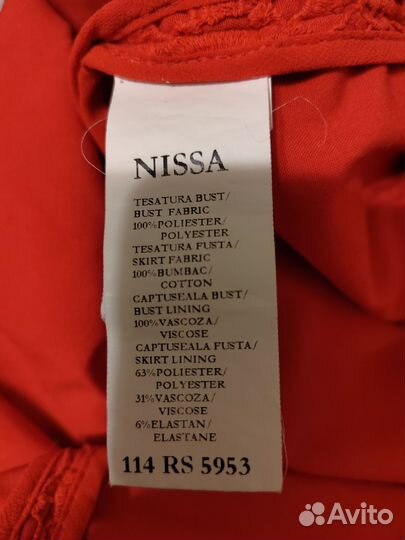 NISSA
TESATURA BUST/
BUST FABRIC
100%POLIESTER/
POLYESTER
TESATURA FUSTA/
SKIRT FABRIC
100%BUMBAC/
COTTON
CAPTUSEALA BUST/
BUST LINING
100%VASCOZA/
VISCOSE
CAPTUSEALA FUSTA/
SKIRT LINING
63%POLIESTER/
POLYESTER
31%VASCOZA/
VISCOSE
6%ELASTAN/
ELASTANE
114 RS 5953
Avito